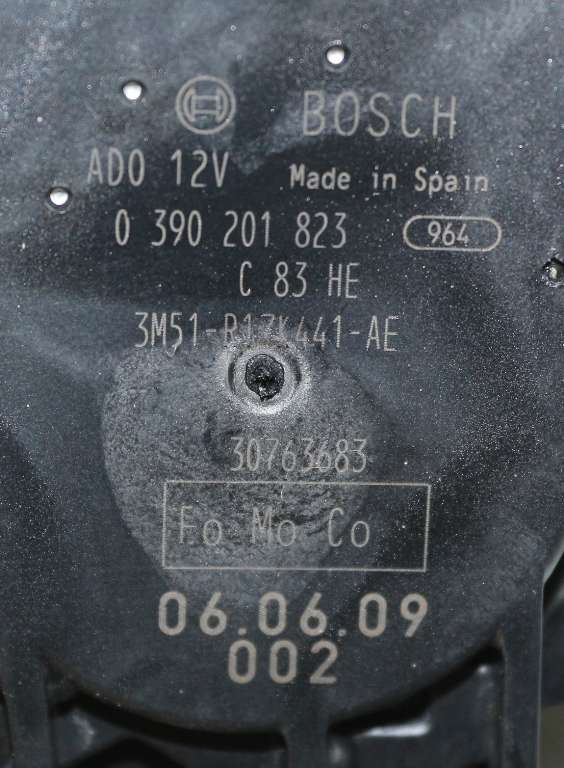 BOSCH
AD0 12V Made in Spain
0 390 201 823 964
C 83 HE
3M51-R17K441-AE
30763683
Fo Mo Co
06.06.09
002